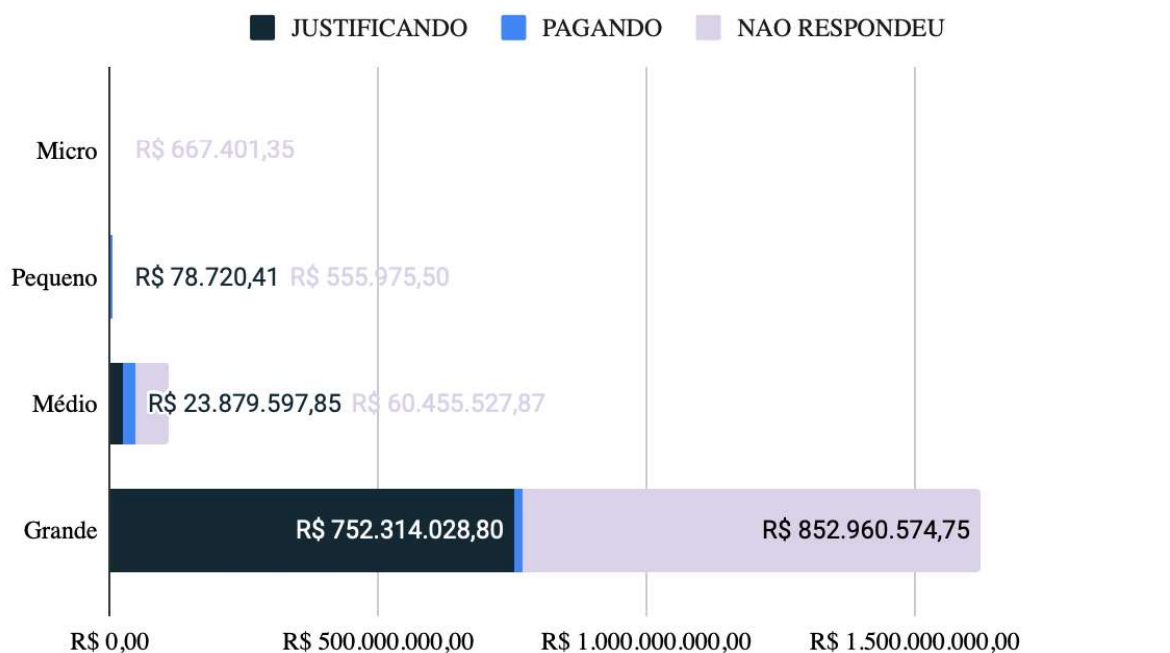 JUSTIFICANDO PAGANDO NAO RESPONDEU
Micro R$ 667.401,35
Pequeno R$ 78.720,41 R$ 555.975,50
Médio R$ 23.879.597,85 R$ 60.455.527,87
Grande R$ 752.314.028,80 R$ 852.960.574,75
R$ 0,00 R$ 500.000.000,00 R$ 1.000.000.000,00 R$ 1.500.000.000,00